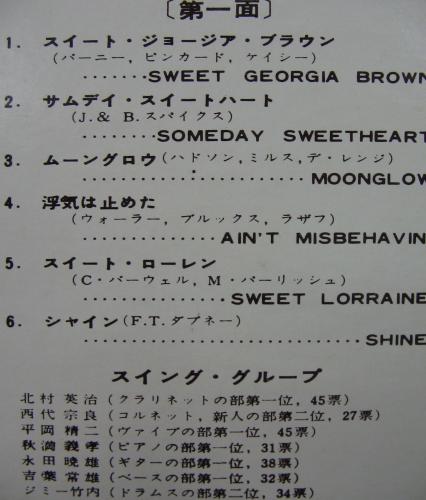 〔第一面〕
1. スイート・ジョージア・ブラウン
(バーニー, ピンカード, ケイシー)
·······SWEET GEORGIA BROWN
2. サムデイ・スイートハート
(J.& B.スパイクス)
········SOMEDAY SWEETHEART
3. ムーングロウ(ハドソン,ミルス,デ・レンジ)
······················MOONGLOW
4. 浮気は止めた
(ウォーラー, ブルックス, ラザフ)
·············AIN'T MISBEHAVIN
5. スイート・ローレン
(C・バーウェル, M・パーリッシュ)
··············SWEET LORRAINE
6. シャイン(F.T.ダブネー)
···························SHINE
スイング・グループ
北村 英治(クラリネットの部第一位, 45票)
西代 宗良(コルネット, 新人の部第二位, 27票)
平岡 精二(ヴァイブの部第一位, 45票)
秋満 義孝(ピアノの部第一位, 31票)
永田 暁雄(ギターの部第一位, 38票)
吉葉 常雄(ベースの部第一位, 32票)
ジミー竹内(ドラムスの部第二位, 34票)